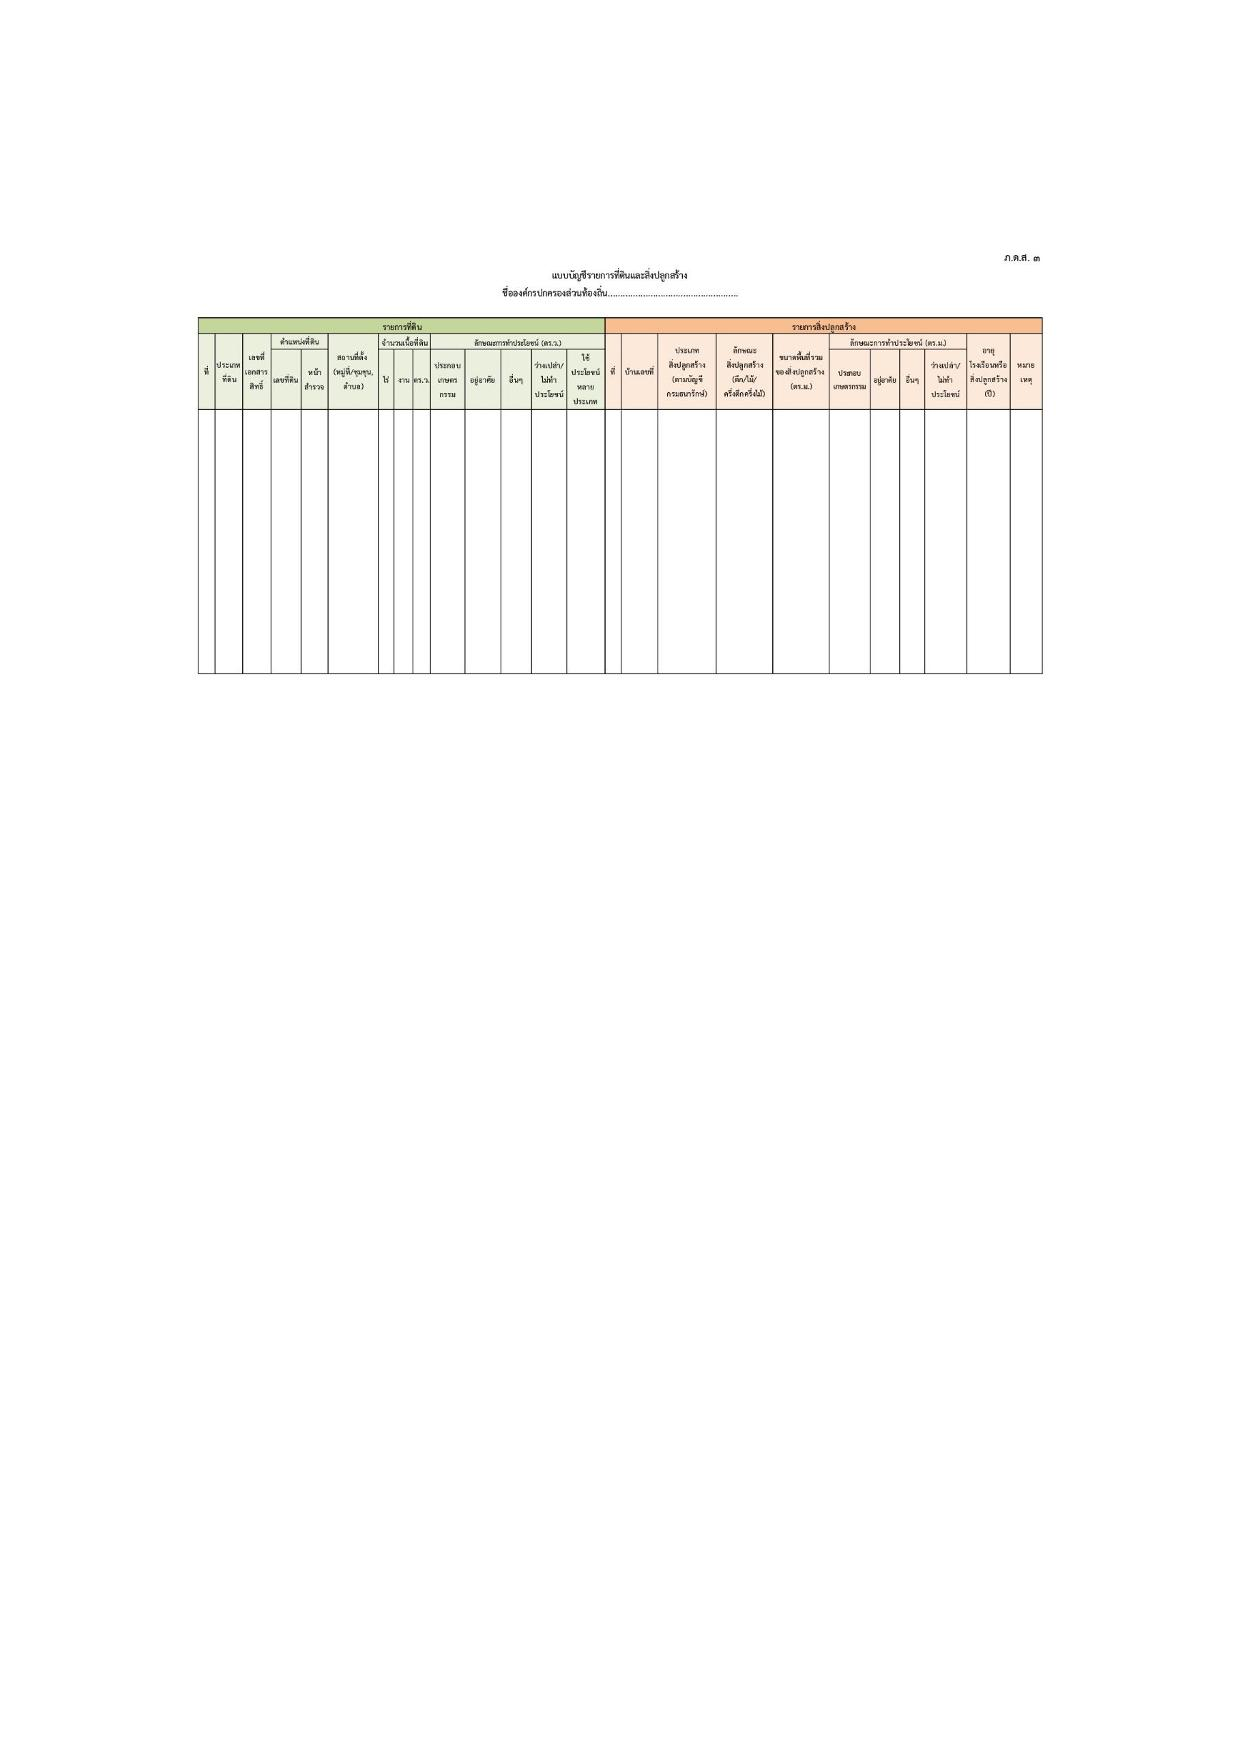 ภ.ด.ส. ๓
แบบบัญชีรายการที่ดินและสิ่งปลูกสร้าง
ชื่อองค์กรปกครองส่วนท้องถิ่น....................................................
รายการที่ดิน
รายการสิ่งปลูกสร้าง
ที่
ประเภท
ที่ดิน
เลขที่
เอกสาร
สิทธิ์
ตำแหน่งที่ดิน
เลขที่ดิน
หน้า
สำรวจ
สถานที่ตั้ง
(หมู่ที่/ชุมชน,
ตำบล)
จำนวนเนื้อที่ดิน
ไร่
งาน
ตร.ว.
ลักษณะการทำประโยชน์ (ตร.ว.)
ประกอบ
เกษตร
กรรม
อยู่อาศัย
อื่นๆ
ว่างเปล่า/
ไม่ทำ
ประโยชน์
ใช้
ประโยชน์
หลาย
ประเภท
ที่
บ้านเลขที่
ประเภท
สิ่งปลูกสร้าง
(ตามบัญชี
กรมธนารักษ์)
ลักษณะ
สิ่งปลูกสร้าง
(ตึก/ไม้/
ครึ่งตึกครึ่งไม้)
ขนาดพื้นที่รวม
ของสิ่งปลูกสร้าง
(ตร.ม.)
ลักษณะการทำประโยชน์ (ตร.ม.)
ประกอบ
เกษตรกรรม
อยู่อาศัย
อื่นๆ
ว่างเปล่า/
ไม่ทำ
ประโยชน์
อายุ
โรงเรือนหรือ
สิ่งปลูกสร้าง
(ปี)
หมาย
เหตุ